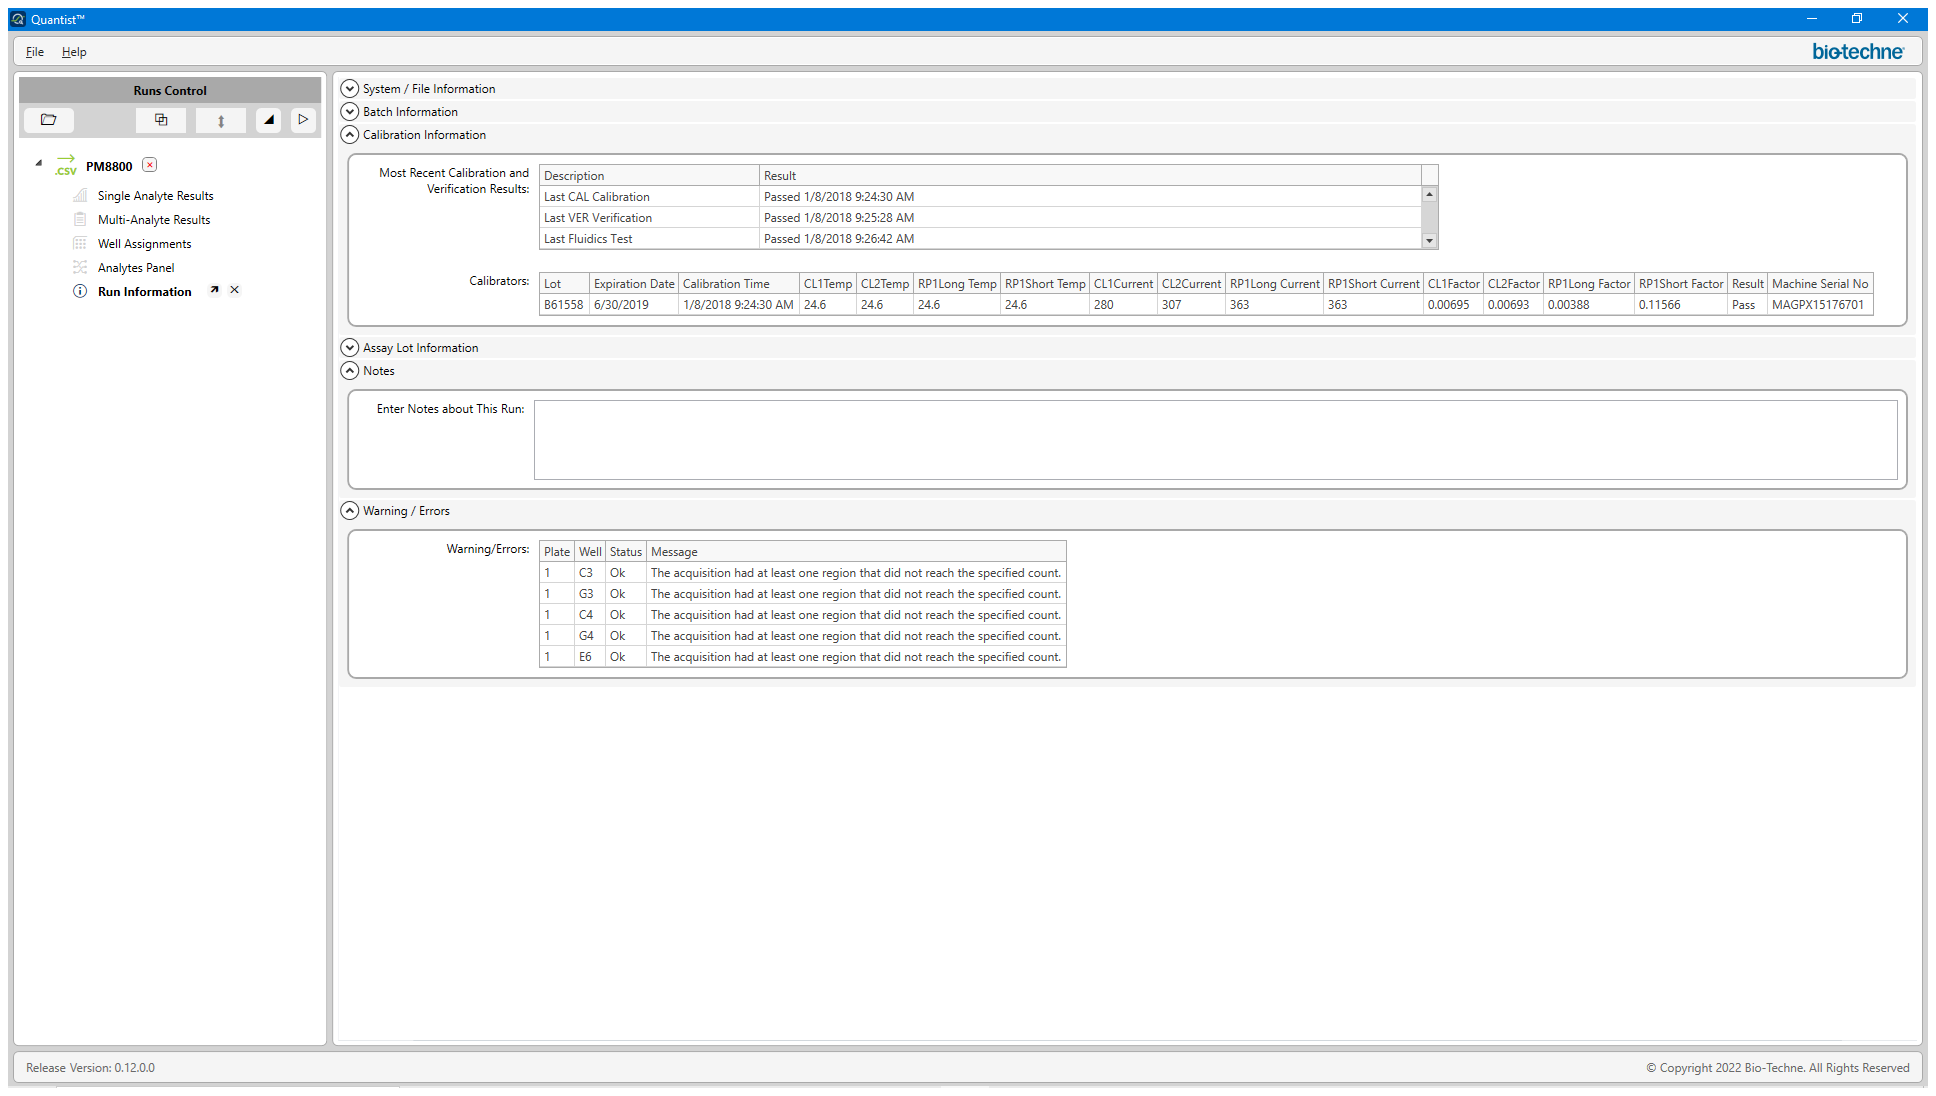 Quantist™
File Help
bio-techne
Runs Control
.CSV PM8800
Single Analyte Results
Multi-Analyte Results
Well Assignments
Analytes Panel
Run Information
System / File Information
Batch Information
Calibration Information
Most Recent Calibration and
Verification Results:
Description Result
Last CAL Calibration Passed 1/8/2018 9:24:30 AM
Last VER Verification Passed 1/8/2018 9:25:28 AM
Last Fluidics Test Passed 1/8/2018 9:26:42 AM
Calibrators:
Lot Expiration Date Calibration Time CL1Temp CL2Temp RP1Long Temp RP1Short Temp CL1Current CL2Current RP1Long Current RP1Short Current CL1Factor CL2Factor RP1Long Factor RP1Short Factor Result Machine Serial No
B61558 6/30/2019 1/8/2018 9:24:30 AM 24.6 24.6 24.6 24.6 280 307 363 363 0.00695 0.00693 0.00388 0.11566 Pass MAGPX15176701
Assay Lot Information
Notes
Enter Notes about This Run:
Warning / Errors
Warning/Errors:
Plate Well Status Message
1 C3 Ok The acquisition had at least one region that did not reach the specified count.
1 G3 Ok The acquisition had at least one region that did not reach the specified count.
1 C4 Ok The acquisition had at least one region that did not reach the specified count.
1 G4 Ok The acquisition had at least one region that did not reach the specified count.
1 E6 Ok The acquisition had at least one region that did not reach the specified count.
Release Version: 0.12.0.0
© Copyright 2022 Bio-Techne. All Rights Reserved